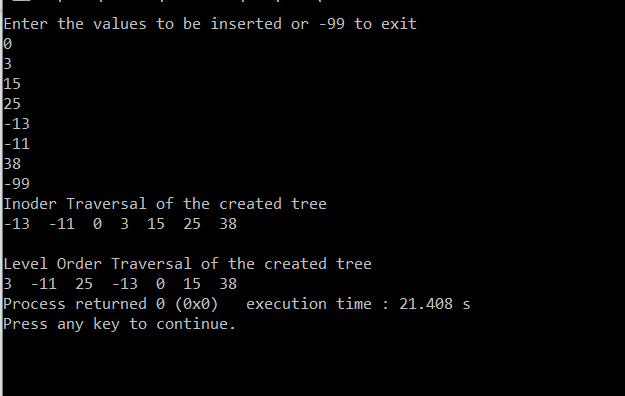 Enter the values to be inserted or -99 to exit
0
3
15
25
-13
-11
38
-99
Inoder Traversal of the created tree
-13  -11  0  3  15  25  38
Level Order Traversal of the created tree
3  -11  25  -13  0  15  38
Process returned 0 (0x0)   execution time : 21.408 s
Press any key to continue.